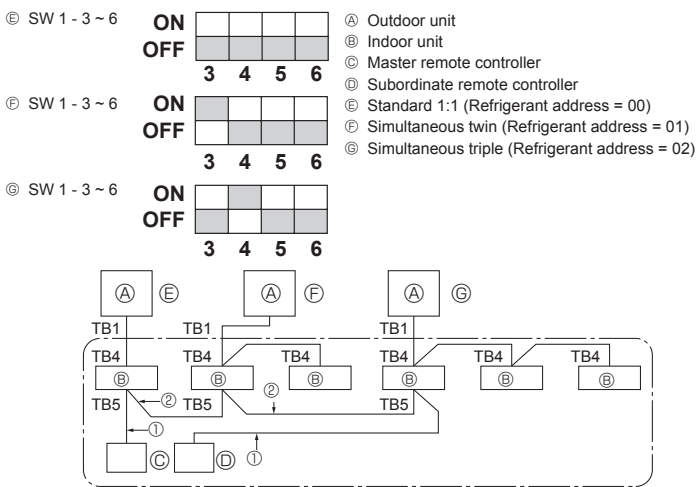 Ⓔ SW 1 - 3 ~ 6
ON
OFF
3 4 5 6
Ⓕ SW 1 - 3 ~ 6
ON
OFF
3 4 5 6
Ⓖ SW 1 - 3 ~ 6
ON
OFF
3 4 5 6
Ⓐ Outdoor unit
Ⓑ Indoor unit
Ⓒ Master remote controller
Ⓓ Subordinate remote controller
Ⓔ Standard 1:1 (Refrigerant address = 00)
Ⓕ Simultaneous twin (Refrigerant address = 01)
Ⓖ Simultaneous triple (Refrigerant address = 02)
Ⓐ Ⓔ Ⓐ Ⓕ Ⓐ Ⓖ
TB1 TB1 TB1
TB4 TB4 TB4 TB4 TB4 TB4
Ⓑ Ⓑ Ⓑ Ⓑ Ⓑ Ⓑ
TB5 ② TB5 ② TB5
①
Ⓒ Ⓓ ①